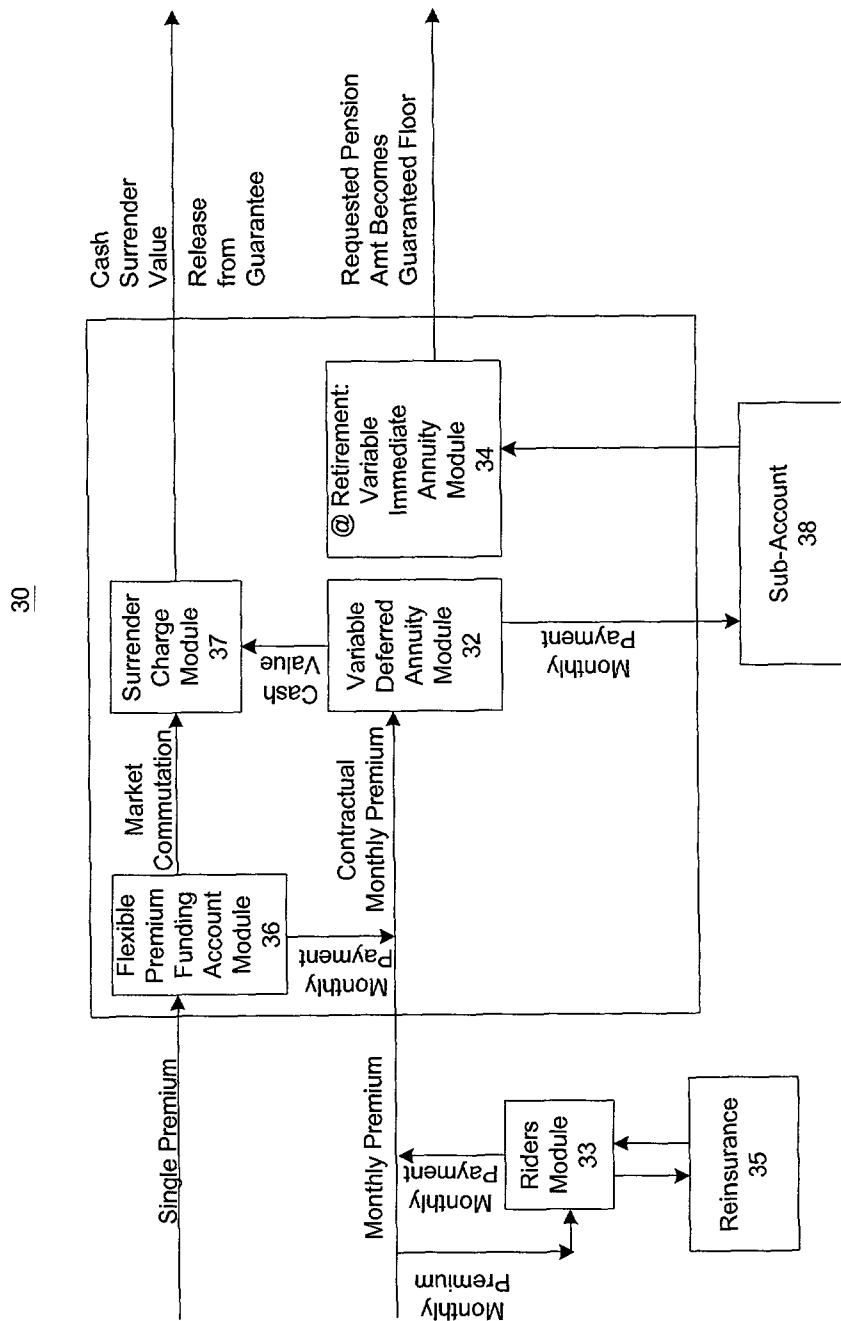 30
Single Premium
Flexible
Premium
Funding
Account
Module
36
Market
Commutation
Surrender
Charge
Module
37
Cash
Surrender
Value
Release
from
Guarantee
Monthly
Payment
Cash
Value
Monthly Premium
Contractual
Monthly Premium
Variable
Deferred
Annuity
Module
32
@ Retirement:
Variable
Immediate
Annuity
Module
34
Requested Pension
Amt Becomes
Guaranteed Floor
Monthly
Premium
Monthly
Payment
Riders
Module
33
Reinsurance
35
Monthly
Payment
Sub-Account
38